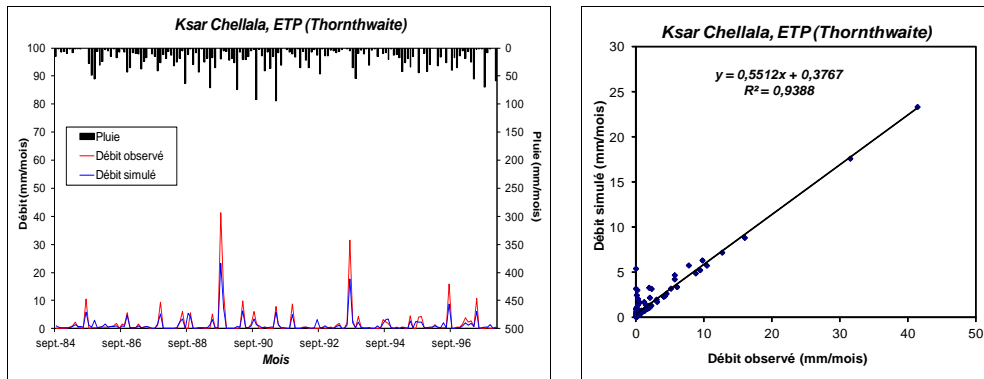 Ksar Chellala, ETP (Thornthwaite)
100
90
80
70
60
50
40
30
20
10
0
Débit (mm/mois)
0
50
100
150
200
250
300
350
400
450
500
Pluie (mm/mois)
Pluie
Débit observé
Débit simulé
sept.-84 sept.-86 sept.-88 sept.-90 sept.-92 sept.-94 sept.-96
Mois
Ksar Chellala, ETP (Thornthwaite)
y = 0,5512x + 0,3767
R² = 0,9388
30
25
20
15
10
5
0
Débit simulé (mm/mois)
0 10 20 30 40 50
Débit observé (mm/mois)